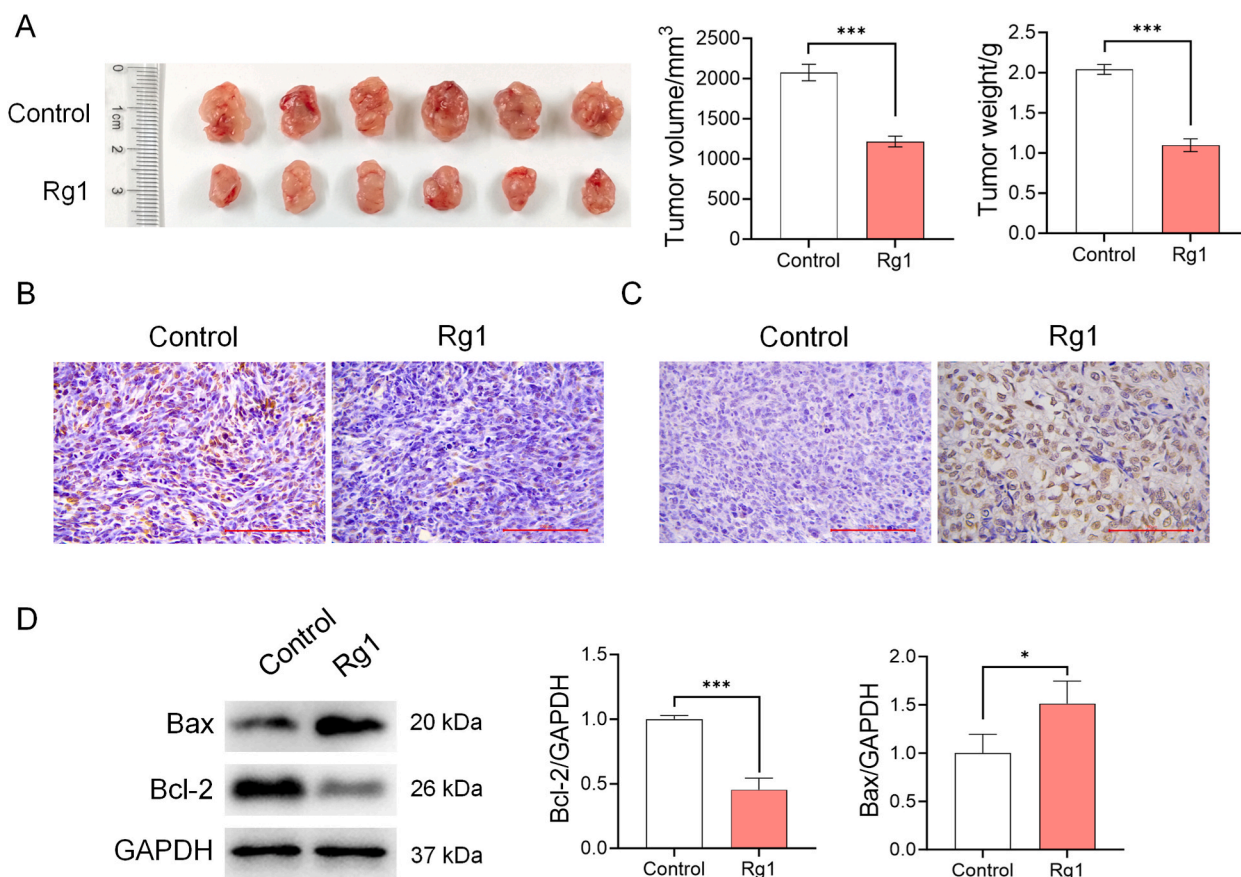 A
Control
Rg1
0
1
cm
2
3
Tumor volume/mm³
2500
2000
1500
1000
500
0
***
Control
Rg1
Tumor weight/g
2.5
2.0
1.5
1.0
0.5
0.0
***
Control
Rg1
B
Control
Rg1
C
Control
Rg1
D
Control
Rg1
Bax
20 kDa
Bcl-2
26 kDa
GAPDH
37 kDa
Bcl-2/GAPDH
1.5
1.0
0.5
0.0
***
Control
Rg1
Bax/GAPDH
2.0
1.5
1.0
0.5
0.0
*
Control
Rg1